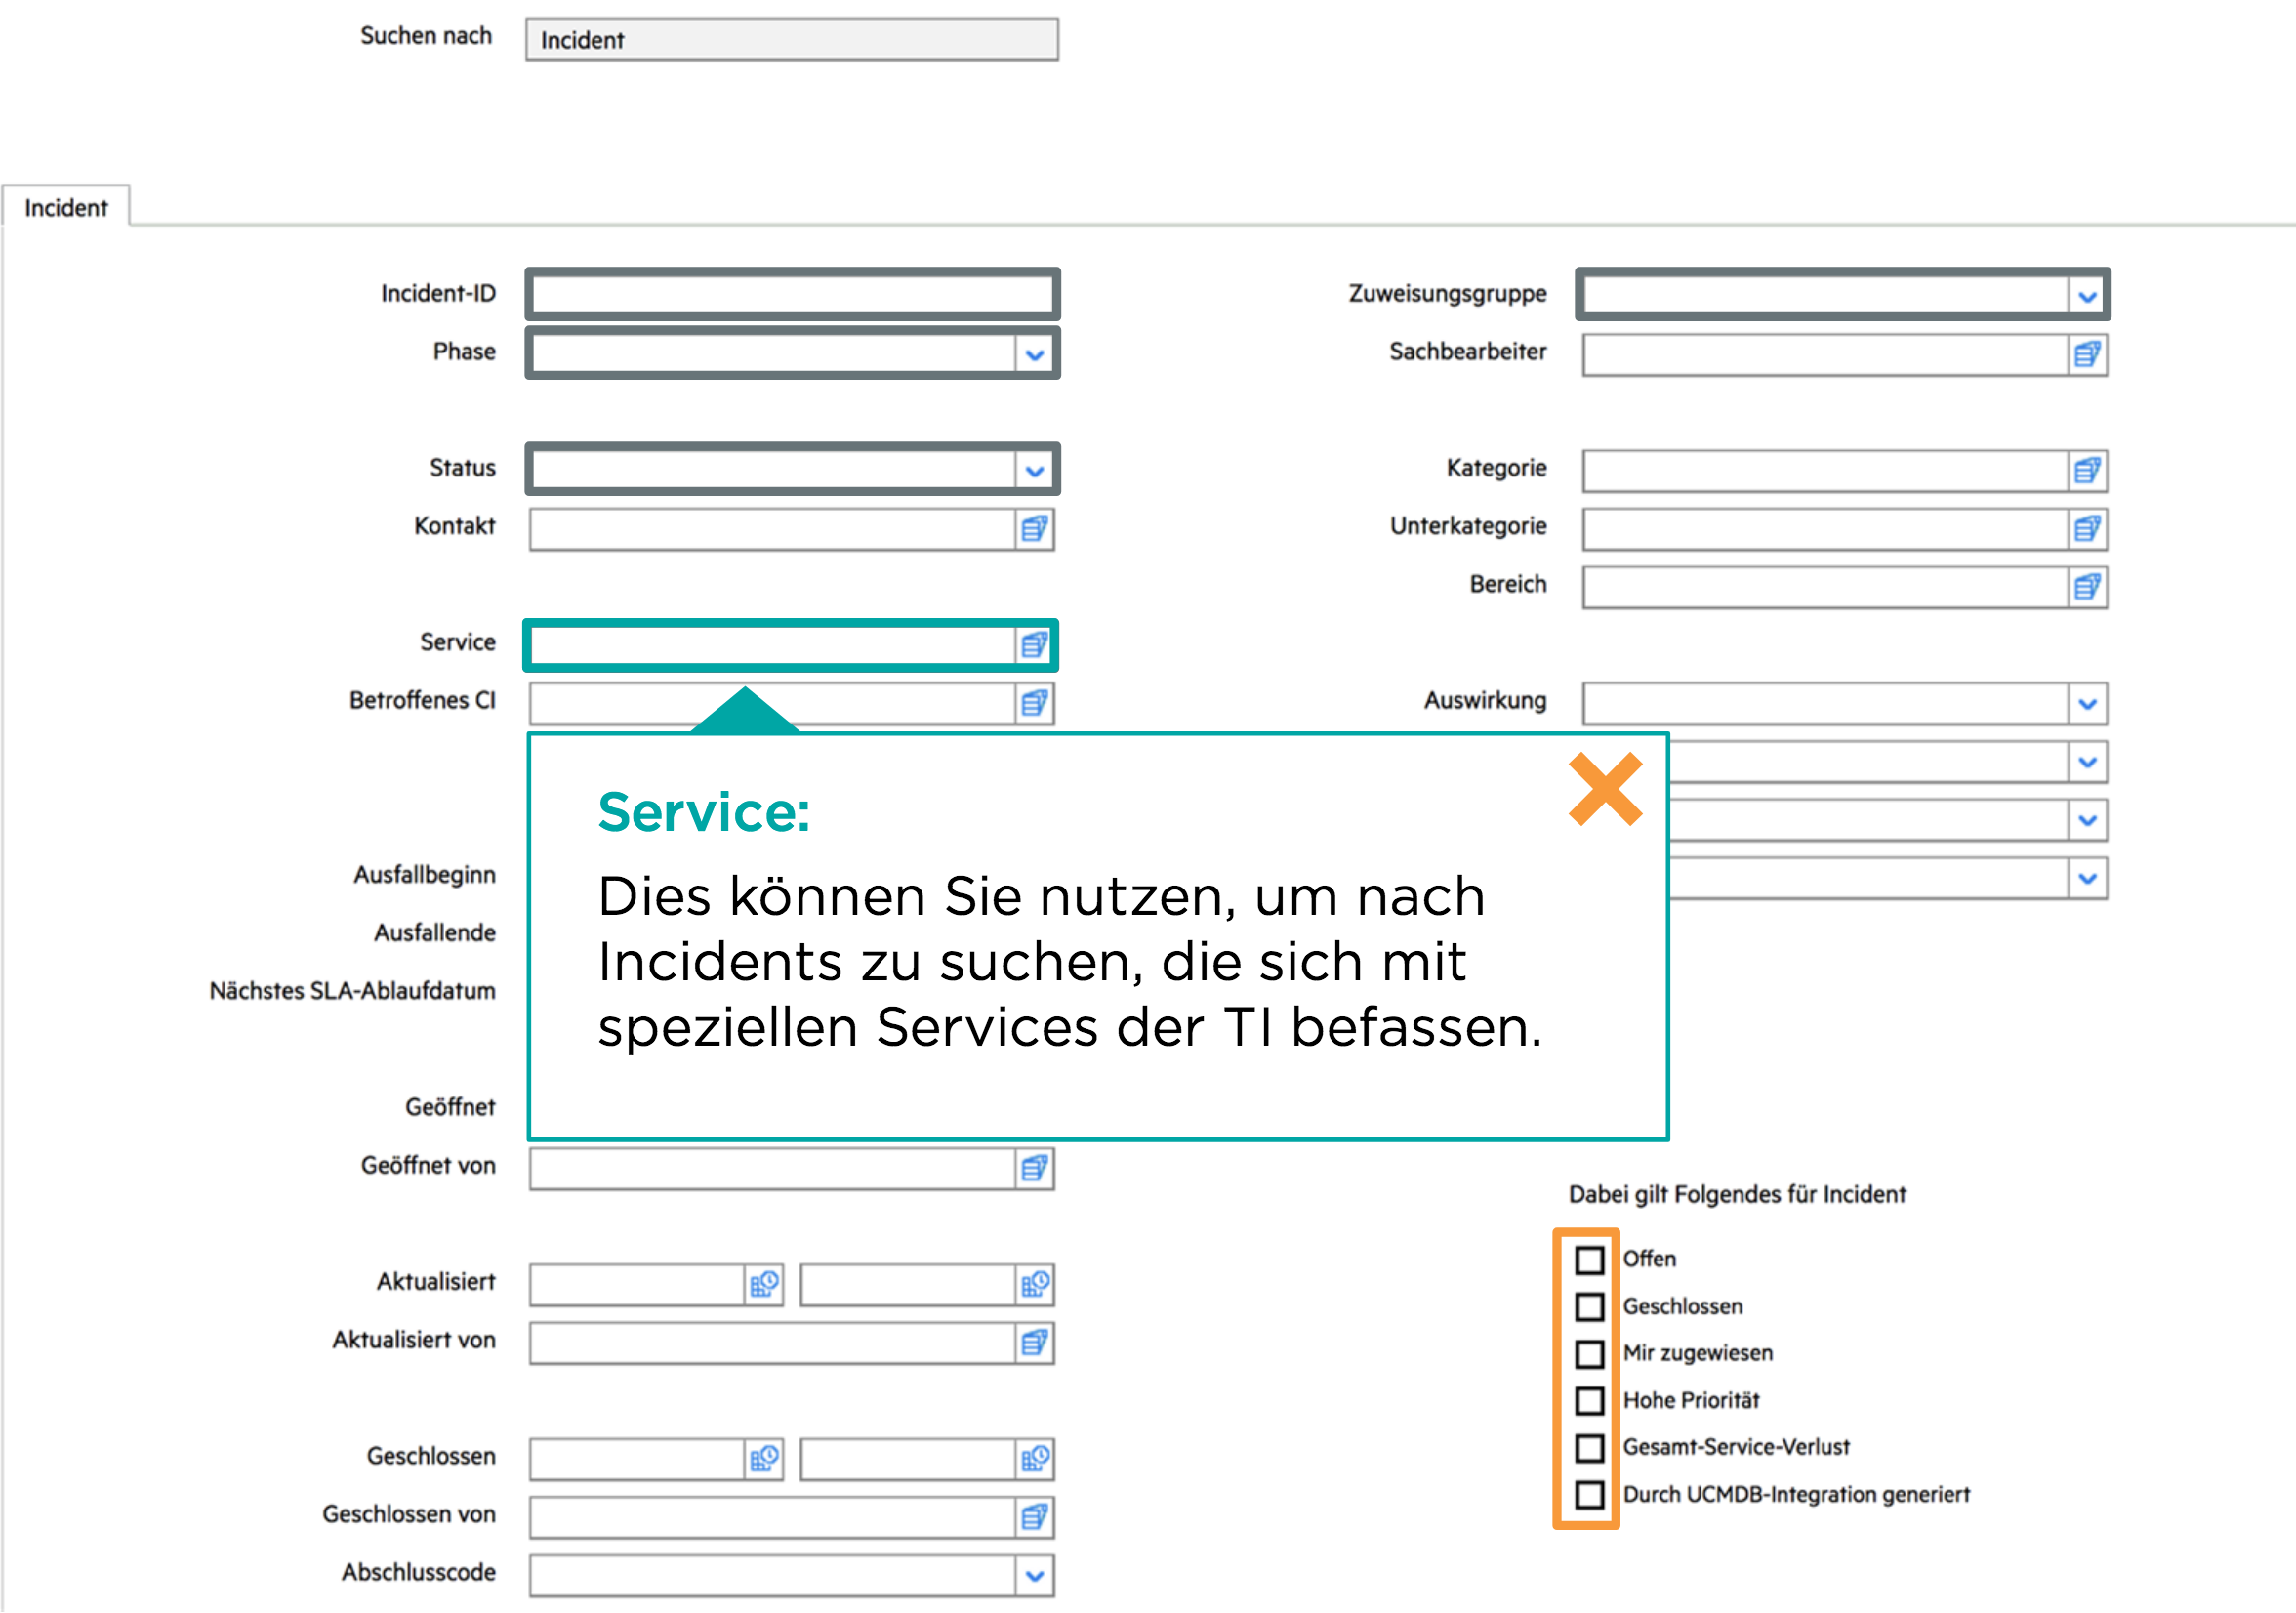 Suchen nach
Incident
Incident
Incident-ID
Zuweisungsgruppe
Phase
Sachbearbeiter
Status
Kategorie
Kontakt
Unterkategorie
Bereich
Service
Betroffenes CI
Auswirkung
Service:
Dies können Sie nutzen, um nach
Incidents zu suchen, die sich mit
speziellen Services der TI befassen.
Ausfallbeginn
Ausfallende
Nächstes SLA-Ablaufdatum
Geöffnet
Geöffnet von
Aktualisiert
Aktualisiert von
Geschlossen
Geschlossen von
Abschlusscode
Dabei gilt Folgendes für Incident
Offen
Geschlossen
Mir zugewiesen
Hohe Priorität
Gesamt-Service-Verlust
Durch UCMDB-Integration generiert